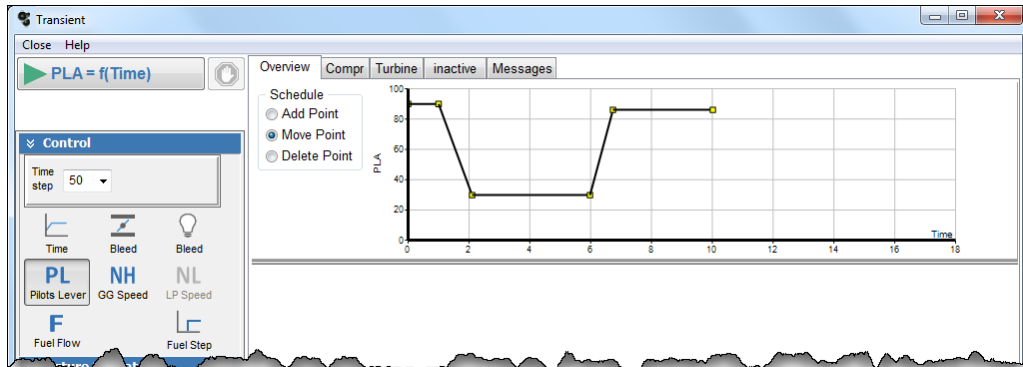 Transient
Close Help
PLA = f(Time)
Overview Compr Turbine inactive Messages
Schedule
Add Point
Move Point
Delete Point
Control
Time step 50
Time Bleed Bleed
PL NH NL
Pilots Lever GG Speed LP Speed
F
Fuel Flow Fuel Step
PLA
100
80
60
40
20
0
0 2 4 6 8 10 12 14 16 18
Time